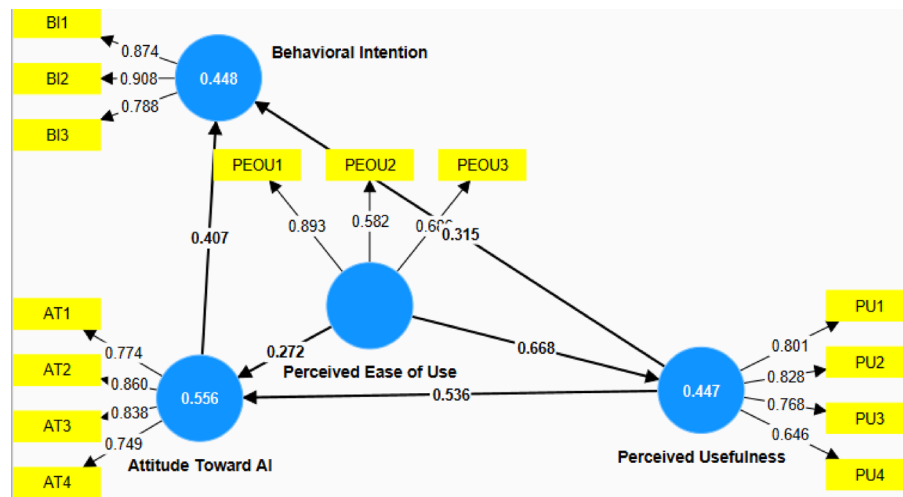 BI1
0.874
Behavioral Intention
BI2
0.908
0.448
0.788
BI3
PEOU1
PEOU2
PEOU3
0.893
0.582
0.315
0.407
AT1
PU1
0.774
0.272
0.668
0.801
AT2
Perceived Ease of Use
PU2
0.860
0.828
0.556
0.536
0.447
AT3
0.838
0.768
PU3
0.749
0.646
Attitude Toward AI
Perceived Usefulness
AT4
PU4